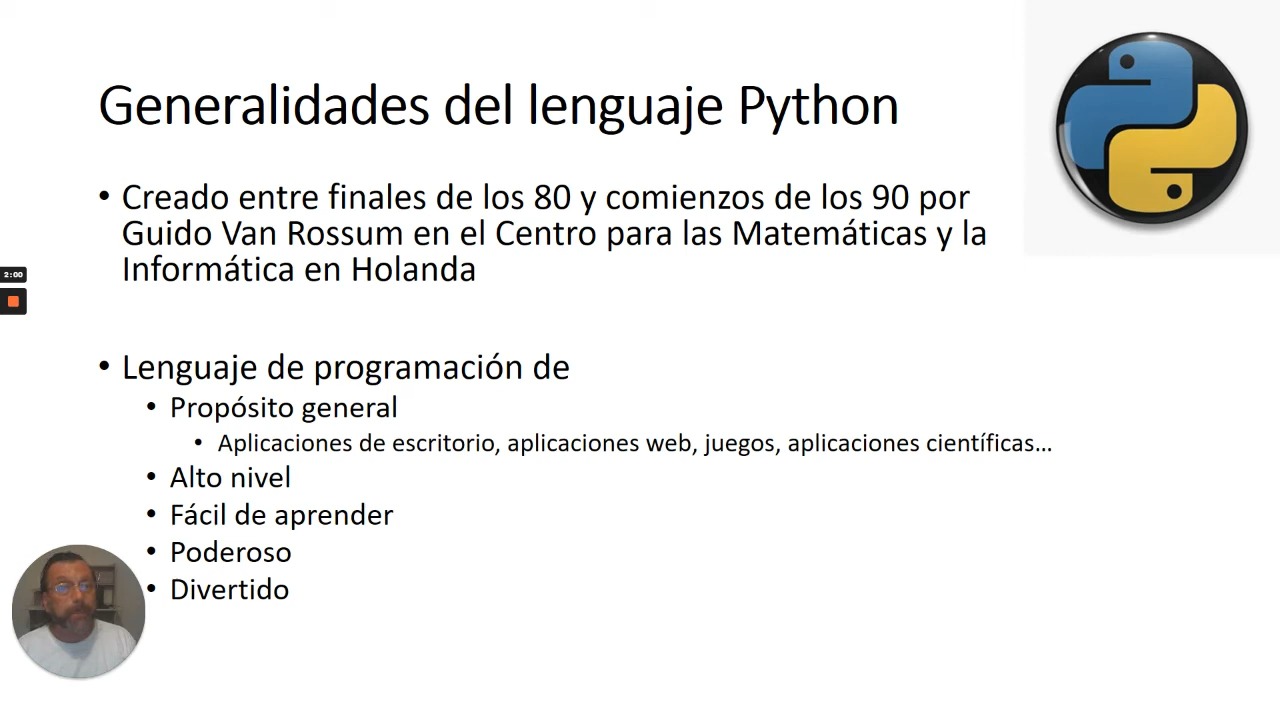 Generalidades del lenguaje Python
• Creado entre finales de los 80 y comienzos de los 90 por
Guido Van Rossum en el Centro para las Matemáticas y la
Informática en Holanda
2:00
• Lenguaje de programación de
• Propósito general
• Aplicaciones de escritorio, aplicaciones web, juegos, aplicaciones científicas…
• Alto nivel
• Fácil de aprender
• Poderoso
• Divertido